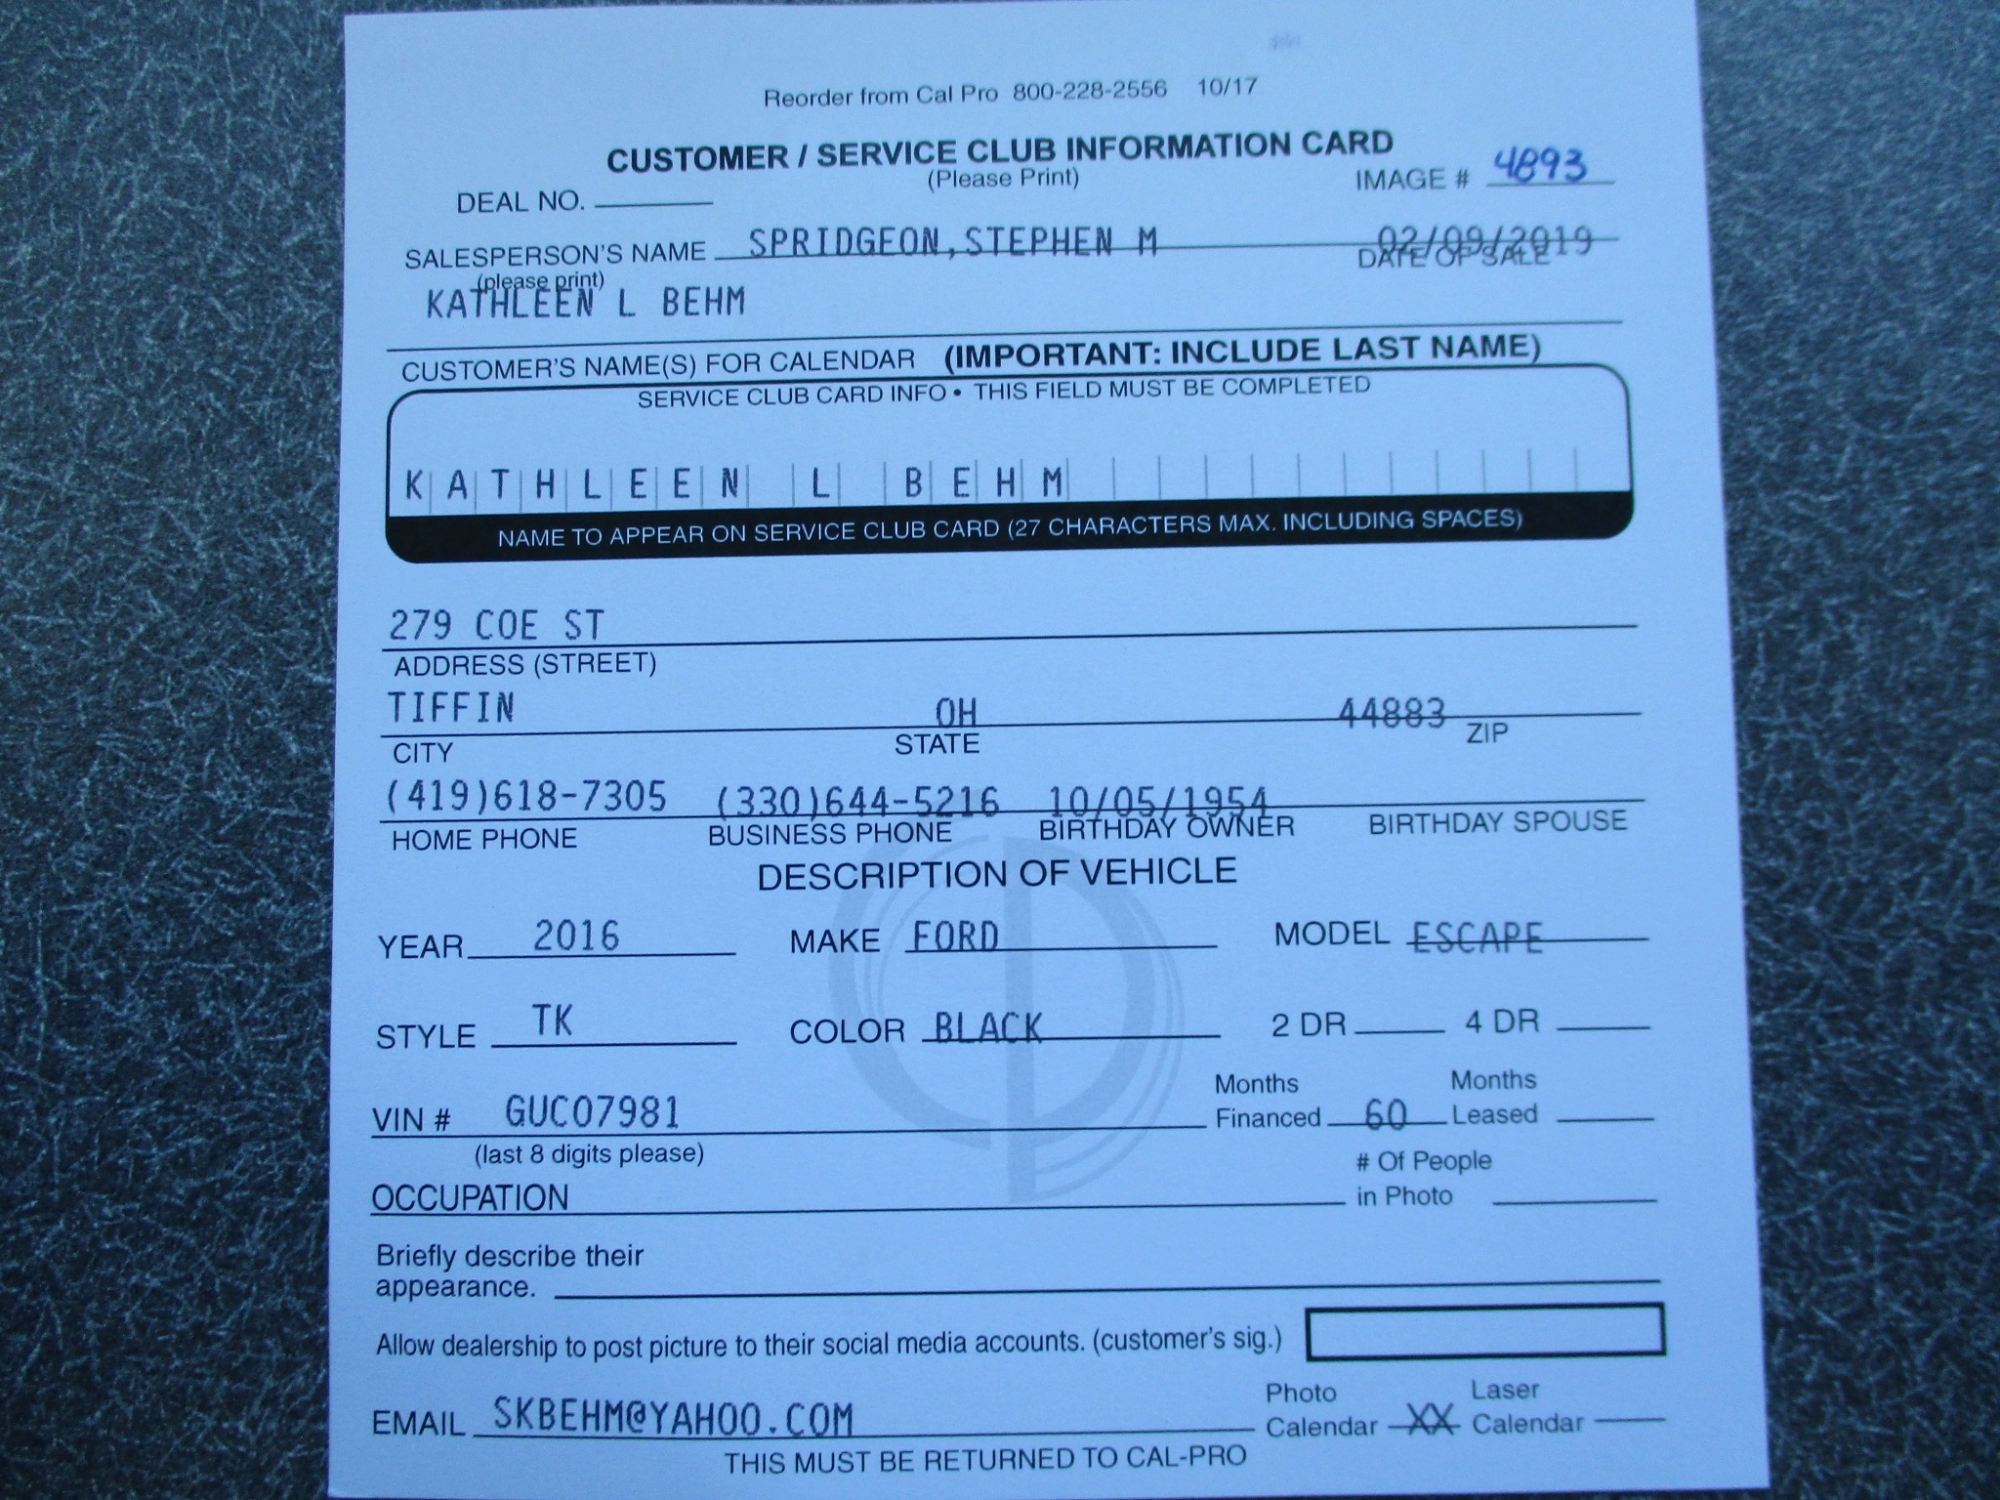 Reorder from Cal Pro 800-228-2556 10/17
CUSTOMER / SERVICE CLUB INFORMATION CARD
(Please Print)
IMAGE # 4893
DEAL NO.
SALESPERSON'S NAME SPRIDGEON,STEPHEN M 02/09/2019
(please print) DATE OF SALE
KATHLEEN L BEHM
CUSTOMER'S NAME(S) FOR CALENDAR (IMPORTANT: INCLUDE LAST NAME)
SERVICE CLUB CARD INFO • THIS FIELD MUST BE COMPLETED
KATHLEEN L BEHM
NAME TO APPEAR ON SERVICE CLUB CARD (27 CHARACTERS MAX. INCLUDING SPACES)
279 COE ST
ADDRESS (STREET)
TIFFIN OH 44883
CITY STATE ZIP
(419)618-7305 (330)644-5216 10/05/1954
HOME PHONE BUSINESS PHONE BIRTHDAY OWNER BIRTHDAY SPOUSE
DESCRIPTION OF VEHICLE
YEAR 2016 MAKE FORD MODEL ESCAPE
STYLE TK COLOR BLACK 2 DR 4 DR
VIN # GUC07981 Months Financed 60 Months Leased
(last 8 digits please)
OCCUPATION # Of People in Photo
Briefly describe their
appearance.
Allow dealership to post picture to their social media accounts. (customer's sig.)
EMAIL SKBEHM@YAHOO.COM Photo Calendar XX Laser Calendar
THIS MUST BE RETURNED TO CAL-PRO